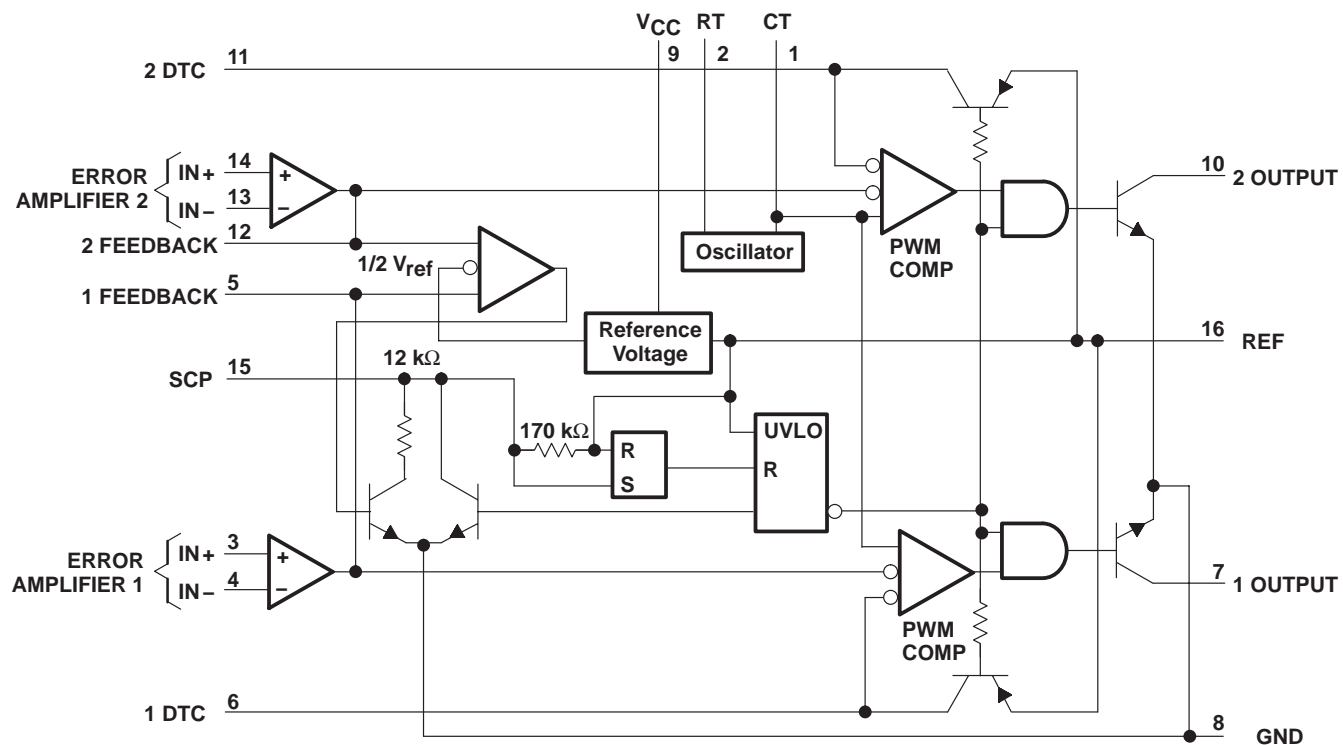 VCC RT CT
9 2 1
2 DTC 11
ERROR AMPLIFIER 2
IN+ 14
IN− 13
+
−
2 FEEDBACK 12
1/2 Vref
1 FEEDBACK 5
Oscillator
PWM COMP
10 2 OUTPUT
Reference Voltage
16 REF
SCP 15
12 kΩ
170 kΩ
R
S
UVLO
R
ERROR AMPLIFIER 1
IN+ 3
IN− 4
+
−
PWM COMP
7 1 OUTPUT
1 DTC 6
8 GND